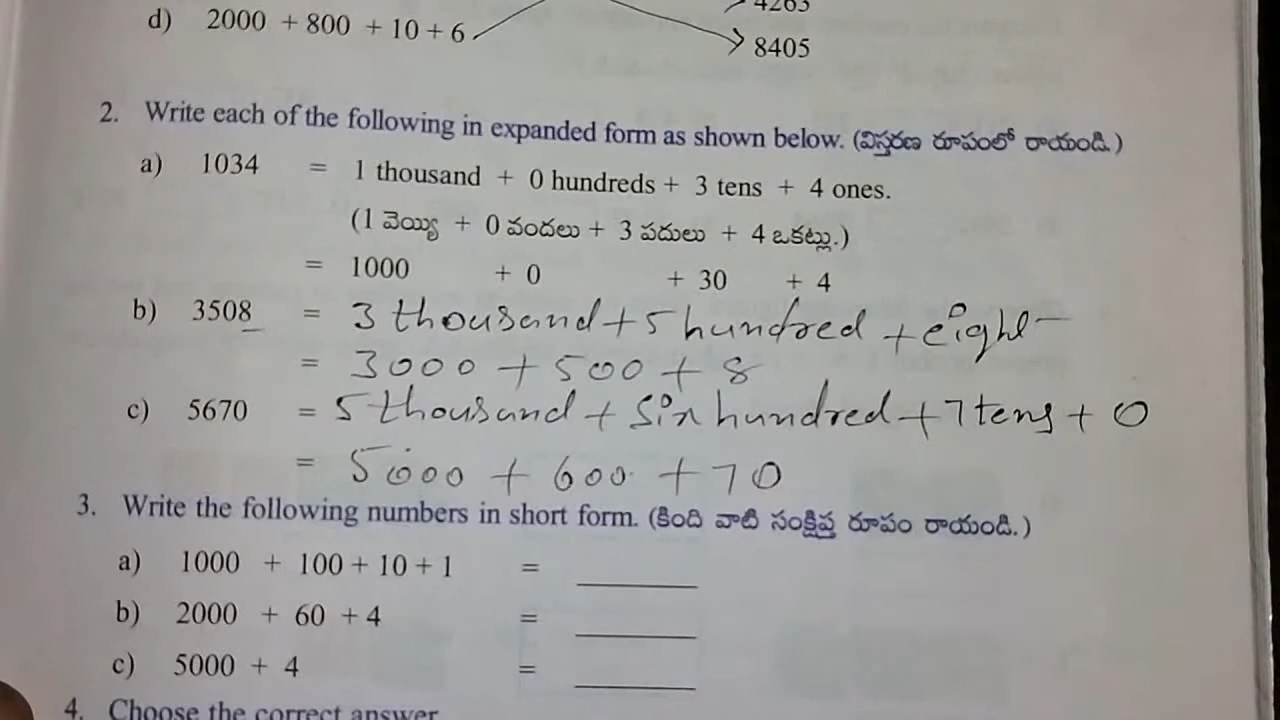 4263
d) 2000 + 800 + 10 + 6
8405
2. Write each of the following in expanded form as shown below. (విస్తరణ రూపంలో రాయండి.)
a) 1034 = 1 thousand + 0 hundreds + 3 tens + 4 ones.
(1 వెయ్యి + 0 వందలు + 3 పదులు + 4 ఒకట్లు.)
= 1000 + 0 + 30 + 4
b) 3508 = 3 thousand + 5 hundred + eight
= 3000 + 500 + 8
c) 5670 = 5 thousand + Six hundred + 7 tens + 0
= 5000 + 600 + 70
3. Write the following numbers in short form. (కింది వాటి సంక్షిప్త రూపం రాయండి.)
a) 1000 + 100 + 10 + 1 = ________
b) 2000 + 60 + 4 = ________
c) 5000 + 4 = ________
4. Choose the correct answer